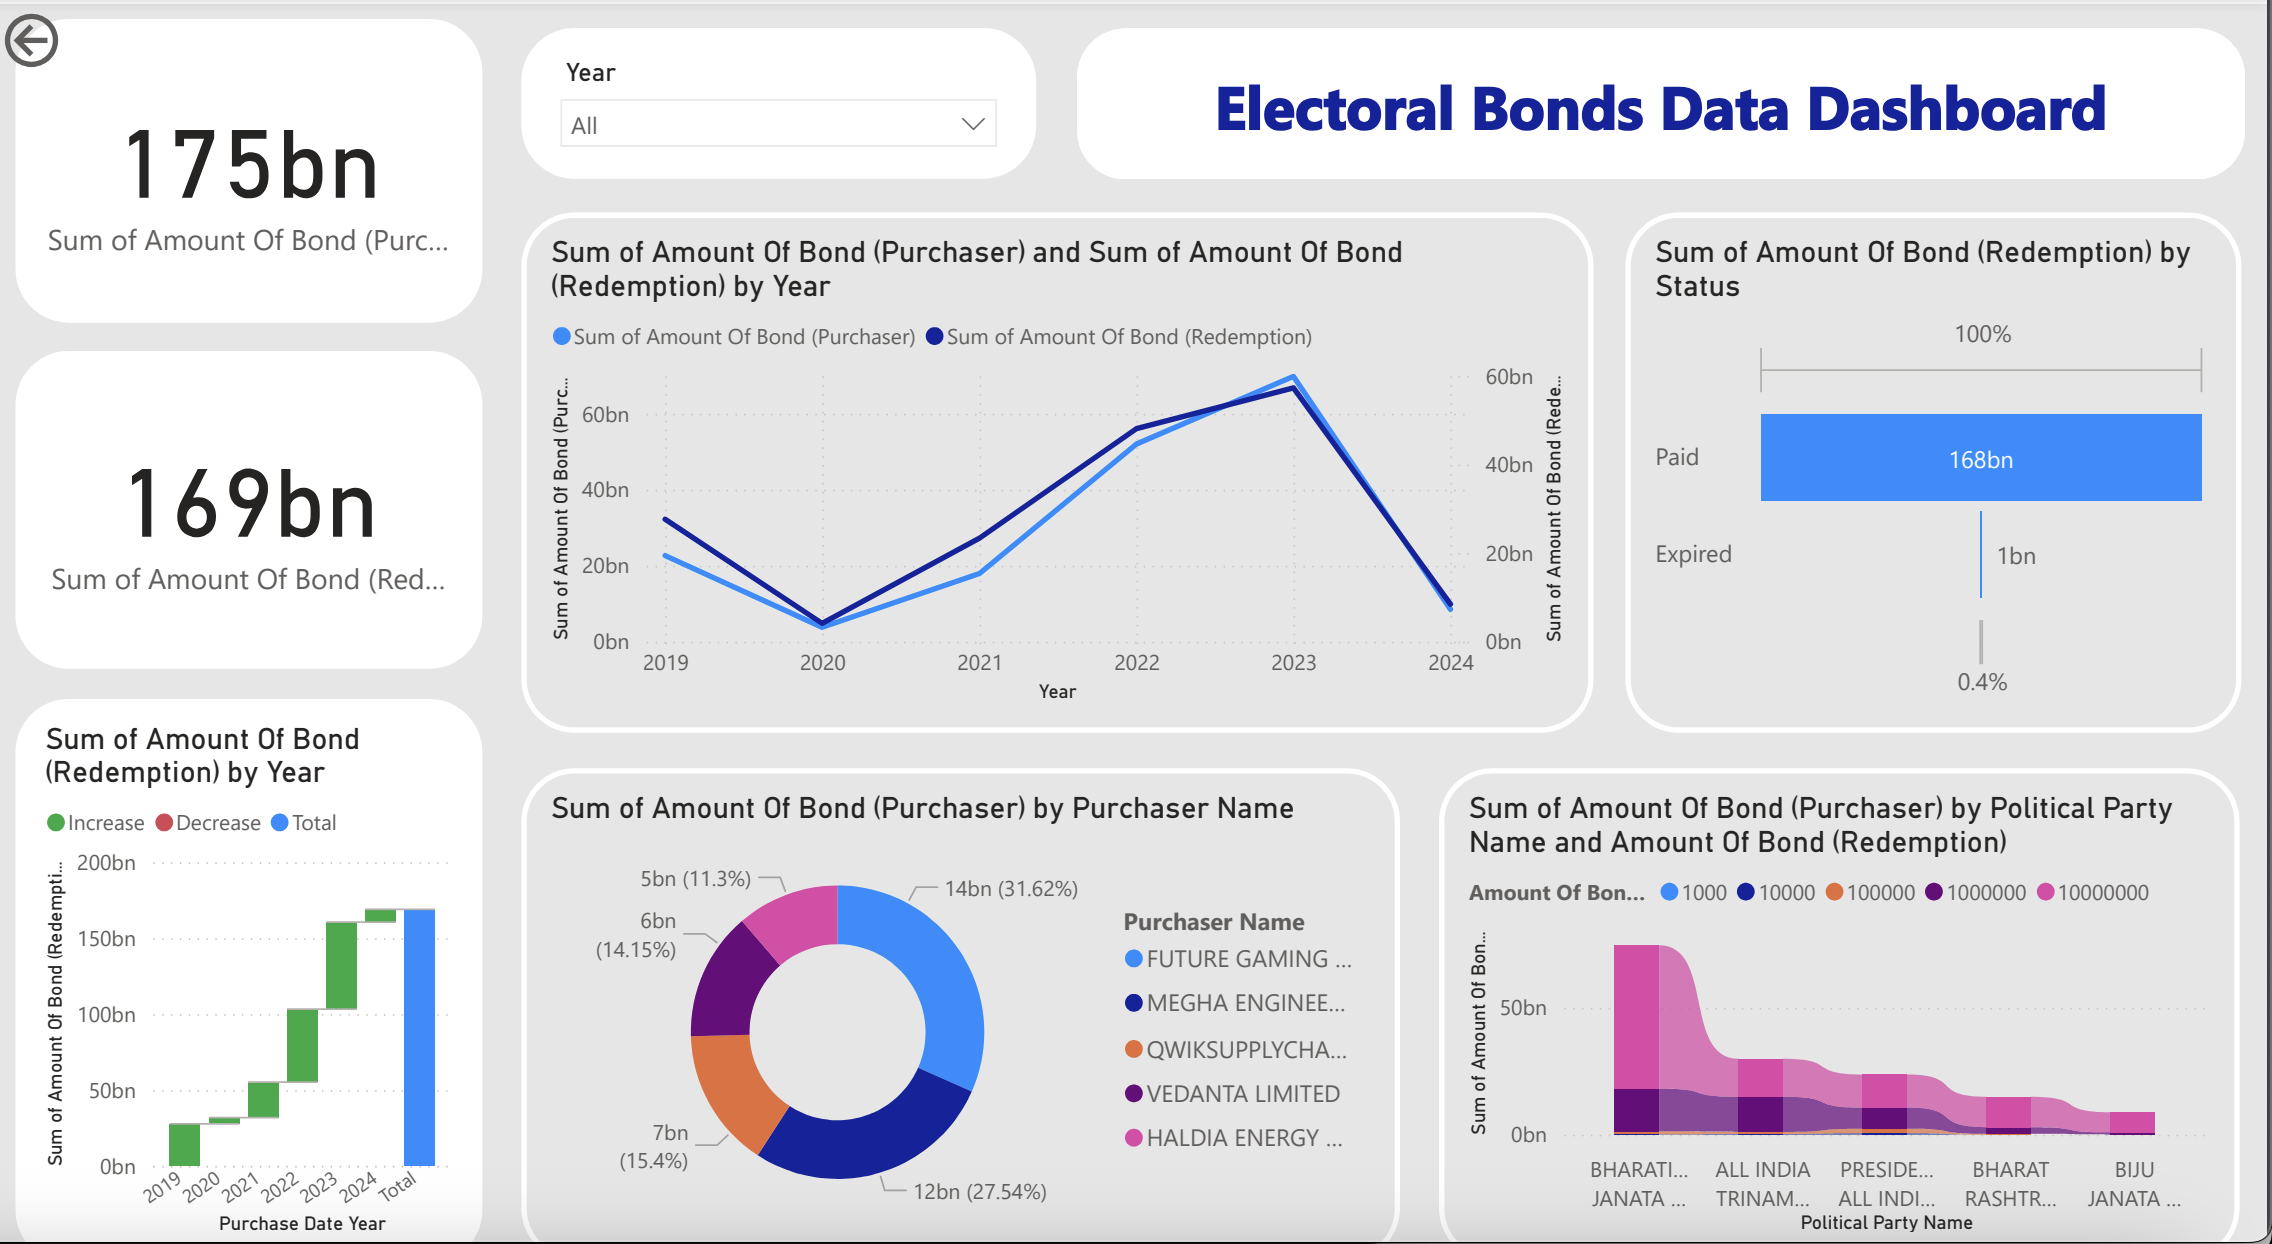 175bn
Sum of Amount Of Bond (Purc...
169bn
Sum of Amount Of Bond (Red...
Year
All
Electoral Bonds Data Dashboard
Sum of Amount Of Bond (Purchaser) and Sum of Amount Of Bond
(Redemption) by Year
Sum of Amount Of Bond (Purchaser) Sum of Amount Of Bond (Redemption)
Sum of Amount Of Bond (Purc...
60bn
40bn
20bn
0bn
60bn
40bn
20bn
0bn
Sum of Amount Of Bond (Rede...
2019 2020 2021 2022 2023 2024
Year
Sum of Amount Of Bond (Redemption) by
Status
100%
Paid 168bn
Expired 1bn
0.4%
Sum of Amount Of Bond
(Redemption) by Year
Increase Decrease Total
Sum of Amount Of Bond (Redempti...
200bn
150bn
100bn
50bn
0bn
2019 2020 2021 2022 2023 2024 Total
Purchase Date Year
Sum of Amount Of Bond (Purchaser) by Purchaser Name
5bn (11.3%)
14bn (31.62%)
6bn
(14.15%)
7bn
(15.4%)
12bn (27.54%)
Purchaser Name
FUTURE GAMING ...
MEGHA ENGINEE...
QWIKSUPPLYCHA...
VEDANTA LIMITED
HALDIA ENERGY ...
Sum of Amount Of Bond (Purchaser) by Political Party
Name and Amount Of Bond (Redemption)
Amount Of Bon... 1000 10000 100000 1000000 10000000
Sum of Amount Of Bon...
50bn
0bn
BHARATI... ALL INDIA PRESIDE... BHARAT BIJU
JANATA ... TRINAM... ALL INDI... RASHTR... JANATA ...
Political Party Name